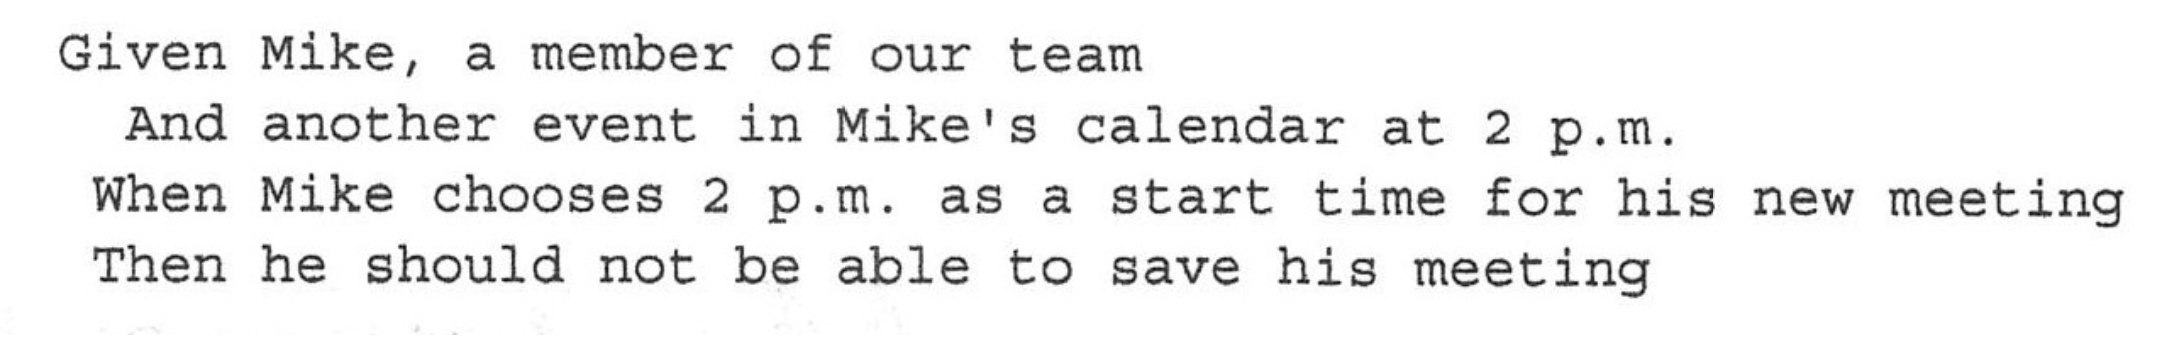 Given Mike, a member of our team
And another event in Mike's calendar at 2 p.m.
When Mike chooses 2 p.m. as a start time for his new meeting
Then he should not be able to save his meeting